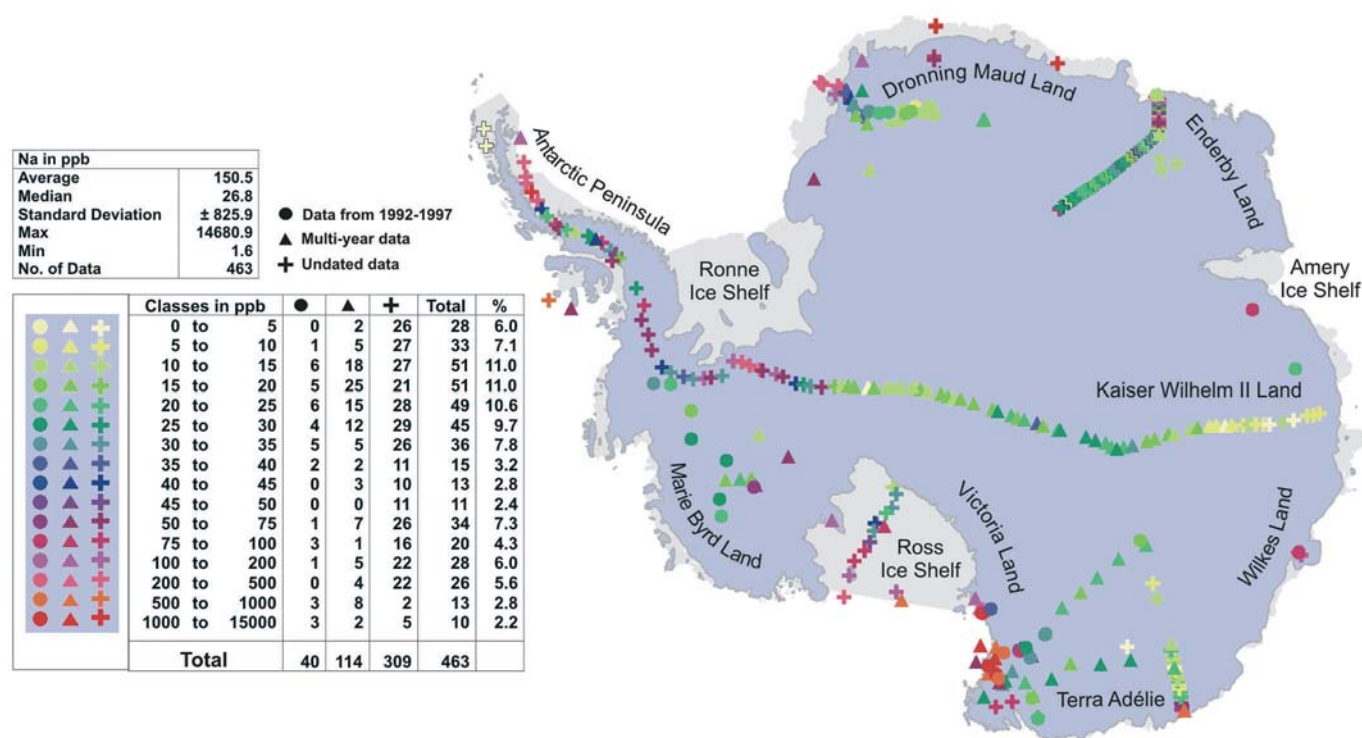 Na in ppb
Average 150.5
Median 26.8
Standard Deviation ± 825.9
Max 14680.9
Min 1.6
No. of Data 463
Data from 1992-1997
Multi-year data
Undated data
Classes in ppb ● ▲ + Total %
0 to 5 0 2 26 28 6.0
5 to 10 1 5 27 33 7.1
10 to 15 6 18 27 51 11.0
15 to 20 5 25 21 51 11.0
20 to 25 6 15 28 49 10.6
25 to 30 4 12 29 45 9.7
30 to 35 5 5 26 36 7.8
35 to 40 2 2 11 15 3.2
40 to 45 0 3 10 13 2.8
45 to 50 0 0 11 11 2.4
50 to 75 1 7 26 34 7.3
75 to 100 3 1 16 20 4.3
100 to 200 1 5 22 28 6.0
200 to 500 0 4 22 26 5.6
500 to 1000 3 8 2 13 2.8
1000 to 15000 3 2 5 10 2.2
Total 40 114 309 463
Dronning Maud Land
Enderby Land
Antarctic Peninsula
Ronne
Ice Shelf
Amery
Ice Shelf
Kaiser Wilhelm II Land
Marie Byrd Land
Ross
Ice Shelf
Victoria Land
Wilkes Land
Terra Adélie